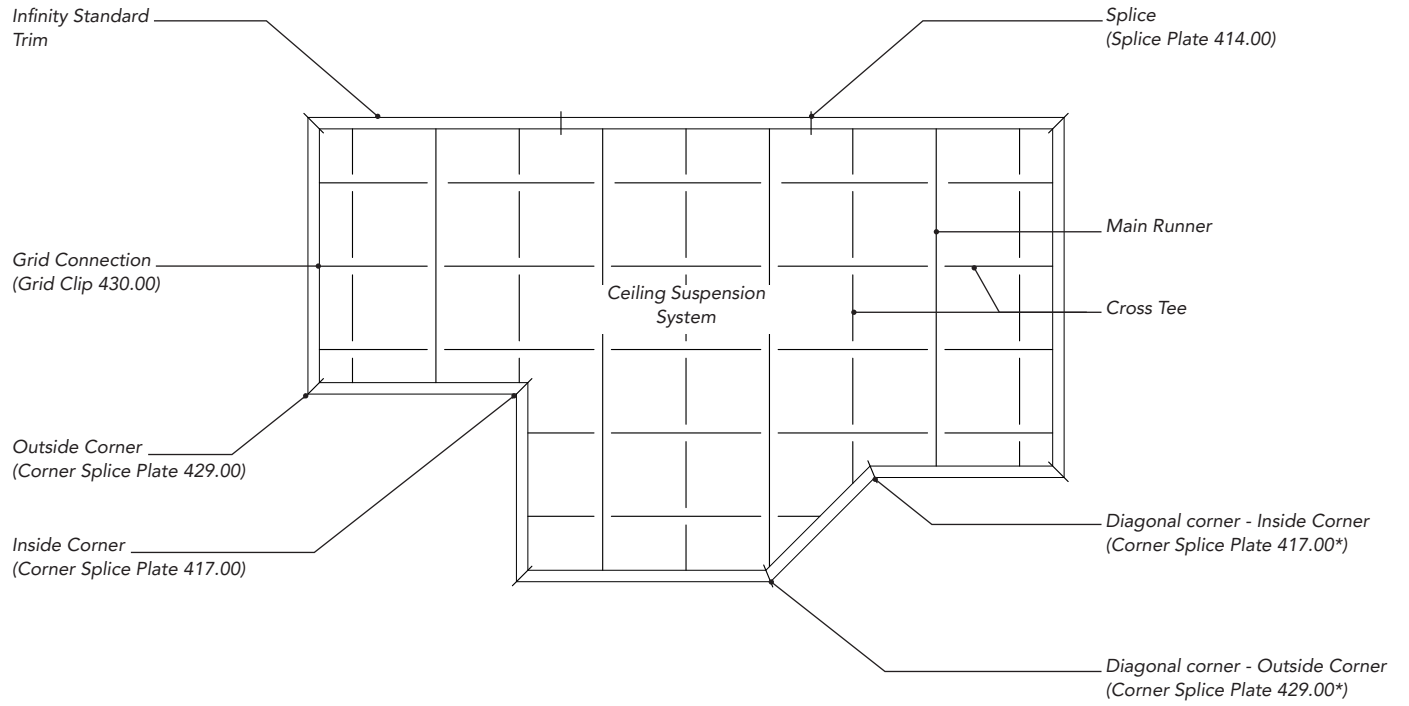 Infinity Standard
Trim
Splice
(Splice Plate 414.00)
Main Runner
Grid Connection
(Grid Clip 430.00)
Ceiling Suspension
System
Cross Tee
Outside Corner
(Corner Splice Plate 429.00)
Inside Corner
(Corner Splice Plate 417.00)
Diagonal corner - Inside Corner
(Corner Splice Plate 417.00*)
Diagonal corner - Outside Corner
(Corner Splice Plate 429.00*)